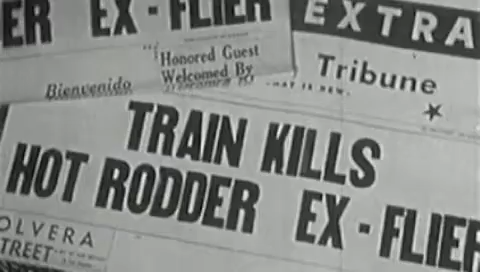 ER EX - FLIER
EXTRA
"Honored Guest
Welcomed By
Bienvenido
Tribune
TRAIN KILLS
HOT RODDER EX - FLIER
OLVERA
STREET